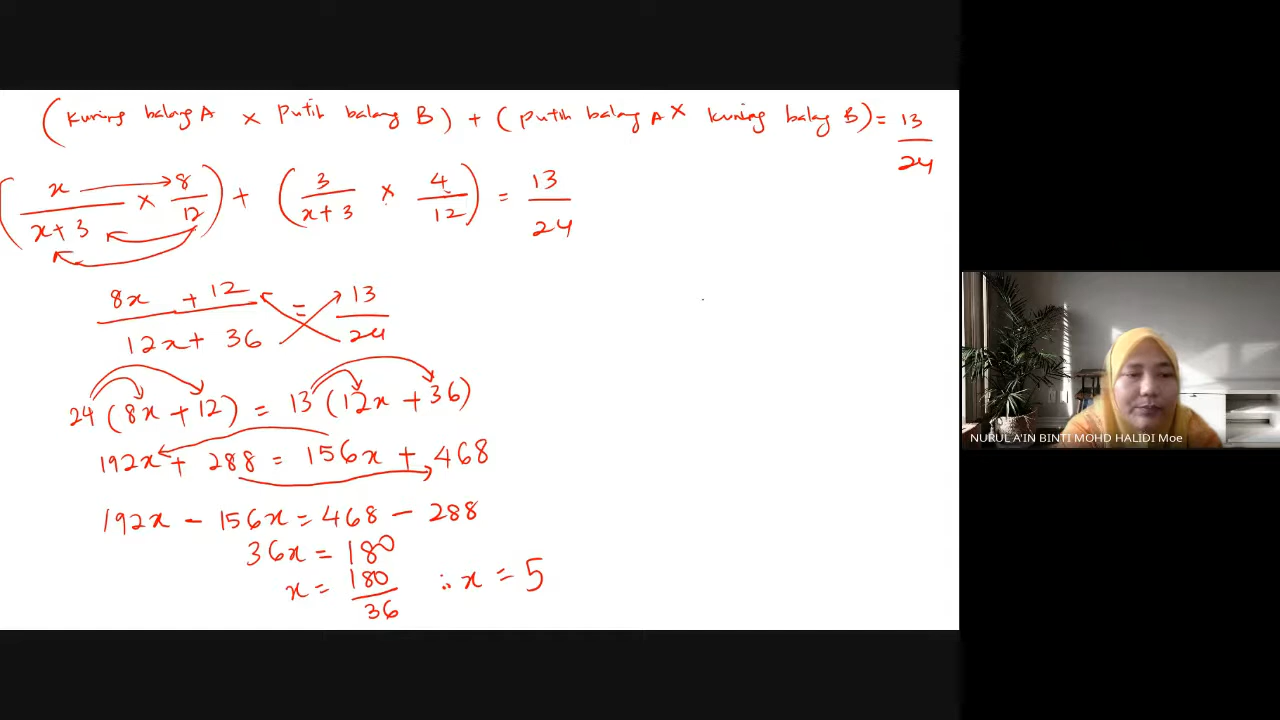 (kuning balang A × putih balang B) + (putih balang A × kuning balang B) = 13/24
(x/(x+3) × 8/12) + (3/(x+3) × 4/12) = 13/24
(8x + 12)/(12x + 36) = 13/24
24(8x + 12) = 13(12x + 36)
192x + 288 = 156x + 468
192x - 156x = 468 - 288
36x = 180
x = 180/36 ∴ x = 5
NURUL A'IN BINTI MOHD HALIDI Moe